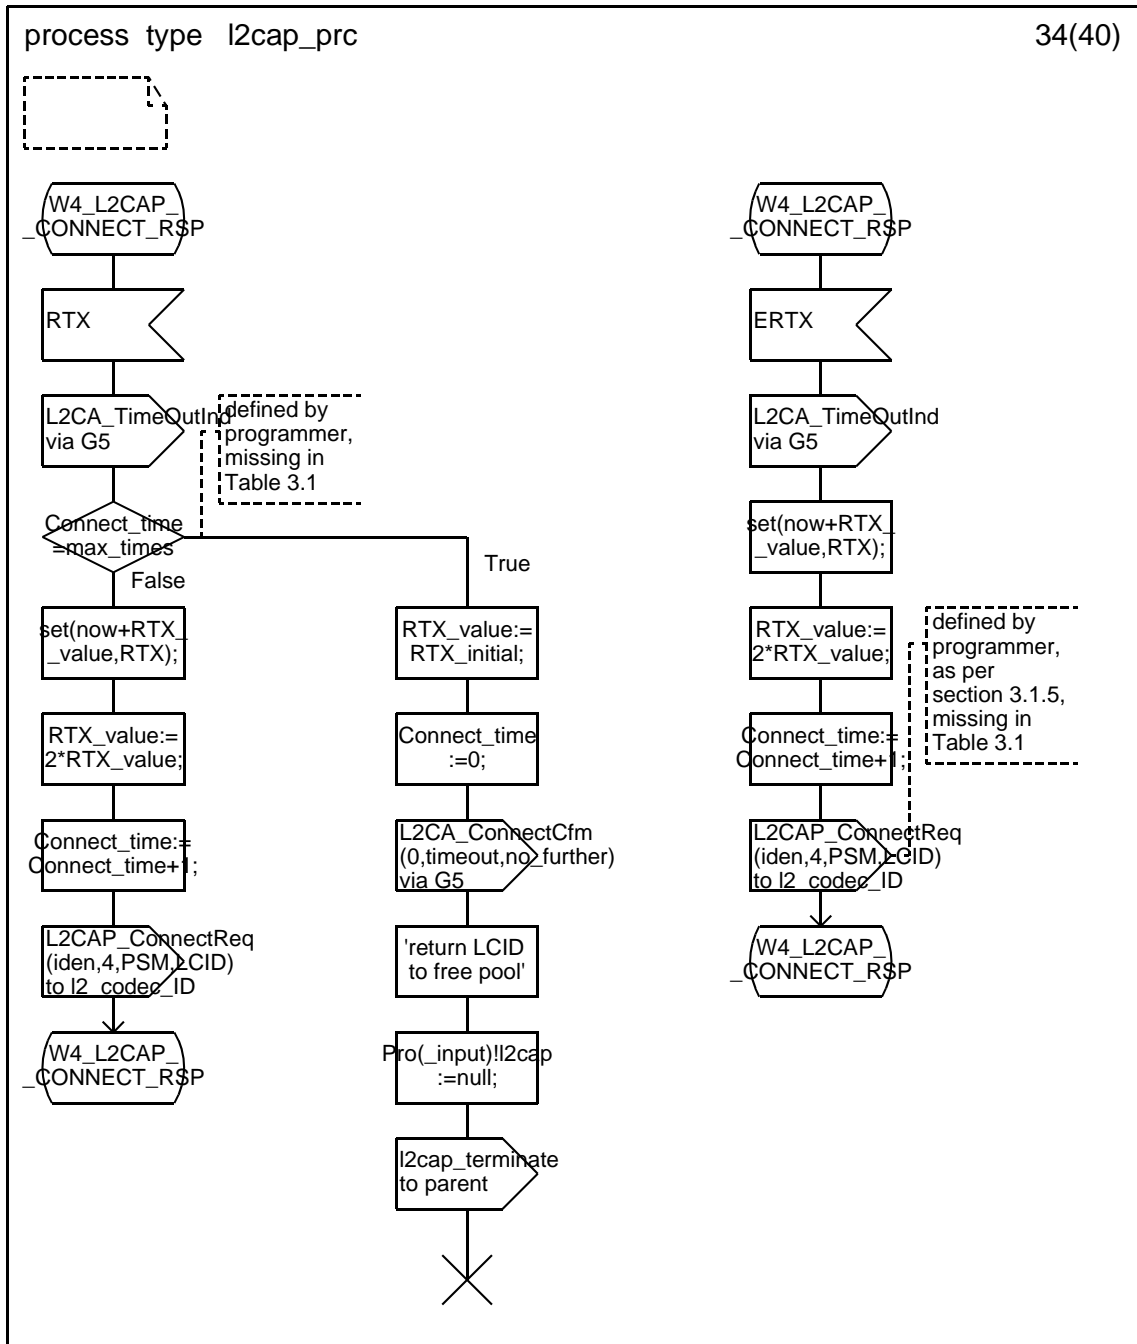 process type l2cap_prc
34(40)
W4_L2CAP_
_CONNECT_RSP
RTX
L2CA_TimeOutInd
via G5
defined by
programmer,
missing in
Table 3.1
Connect_time
=max_times
False
True
set(now+RTX_
_value,RTX);
RTX_value:=
2*RTX_value;
Connect_time:=
Connect_time+1;
L2CAP_ConnectReq
(iden,4,PSM,LCID)
to l2_codec_ID
W4_L2CAP_
_CONNECT_RSP
RTX_value:=
RTX_initial;
Connect_time
:=0;
L2CA_ConnectCfm
(0,timeout,no_further)
via G5
'return LCID
to free pool'
Pro(_input)!l2cap
:=null;
l2cap_terminate
to parent
W4_L2CAP_
_CONNECT_RSP
ERTX
L2CA_TimeOutInd
via G5
set(now+RTX_
_value,RTX);
RTX_value:=
2*RTX_value;
defined by
programmer,
as per
section 3.1.5,
missing in
Table 3.1
Connect_time:=
Connect_time+1;
L2CAP_ConnectReq
(iden,4,PSM,LCID)
to l2_codec_ID
W4_L2CAP_
_CONNECT_RSP